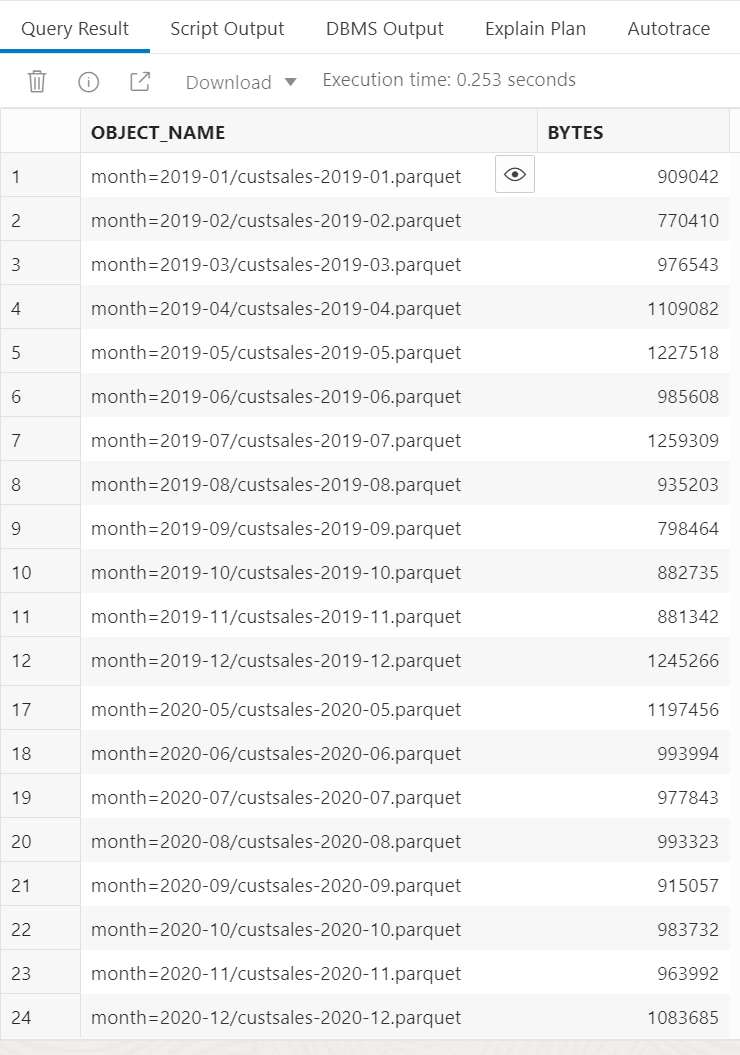 Query Result Script Output DBMS Output Explain Plan Autotrace
Download Execution time: 0.253 seconds
OBJECT_NAME BYTES
1 month=2019-01/custsales-2019-01.parquet 909042
2 month=2019-02/custsales-2019-02.parquet 770410
3 month=2019-03/custsales-2019-03.parquet 976543
4 month=2019-04/custsales-2019-04.parquet 1109082
5 month=2019-05/custsales-2019-05.parquet 1227518
6 month=2019-06/custsales-2019-06.parquet 985608
7 month=2019-07/custsales-2019-07.parquet 1259309
8 month=2019-08/custsales-2019-08.parquet 935203
9 month=2019-09/custsales-2019-09.parquet 798464
10 month=2019-10/custsales-2019-10.parquet 882735
11 month=2019-11/custsales-2019-11.parquet 881342
12 month=2019-12/custsales-2019-12.parquet 1245266
17 month=2020-05/custsales-2020-05.parquet 1197456
18 month=2020-06/custsales-2020-06.parquet 993994
19 month=2020-07/custsales-2020-07.parquet 977843
20 month=2020-08/custsales-2020-08.parquet 993323
21 month=2020-09/custsales-2020-09.parquet 915057
22 month=2020-10/custsales-2020-10.parquet 983732
23 month=2020-11/custsales-2020-11.parquet 963992
24 month=2020-12/custsales-2020-12.parquet 1083685